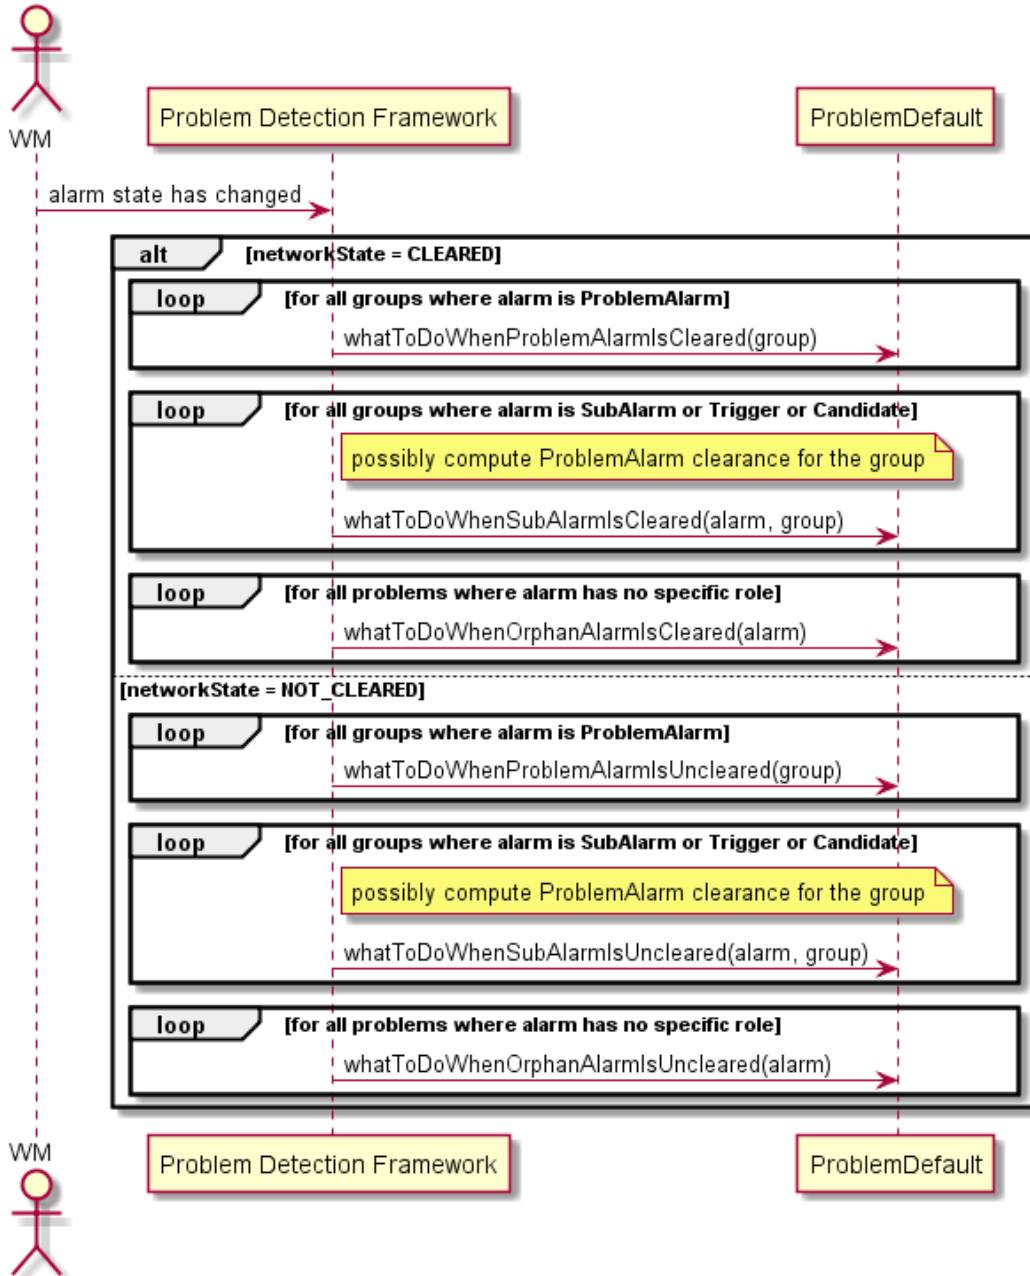 WM
Problem Detection Framework
ProblemDefault
alarm state has changed
alt [networkState = CLEARED]
loop [for all groups where alarm is ProblemAlarm]
whatToDoWhenProblemAlarmIsCleared(group)
loop [for all groups where alarm is SubAlarm or Trigger or Candidate]
possibly compute ProblemAlarm clearance for the group
whatToDoWhenSubAlarmIsCleared(alarm, group)
loop [for all problems where alarm has no specific role]
whatToDoWhenOrphanAlarmIsCleared(alarm)
[networkState = NOT_CLEARED]
loop [for all groups where alarm is ProblemAlarm]
whatToDoWhenProblemAlarmIsUncleared(group)
loop [for all groups where alarm is SubAlarm or Trigger or Candidate]
possibly compute ProblemAlarm clearance for the group
whatToDoWhenSubAlarmIsUncleared(alarm, group)
loop [for all problems where alarm has no specific role]
whatToDoWhenOrphanAlarmIsUncleared(alarm)
WM
Problem Detection Framework
ProblemDefault